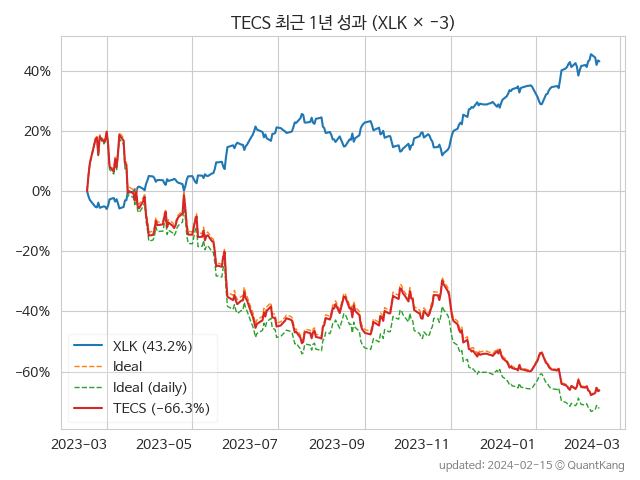 TECS 최근 1년 성과 (XLK × −3)
40%
20%
0%
−20%
−40%
−60%
XLK (43.2%)
Ideal
Ideal (daily)
TECS (−66.3%)
2023-03 2023-05 2023-07 2023-09 2023-11 2024-01 2024-03
updated: 2024-02-15 © QuantKang